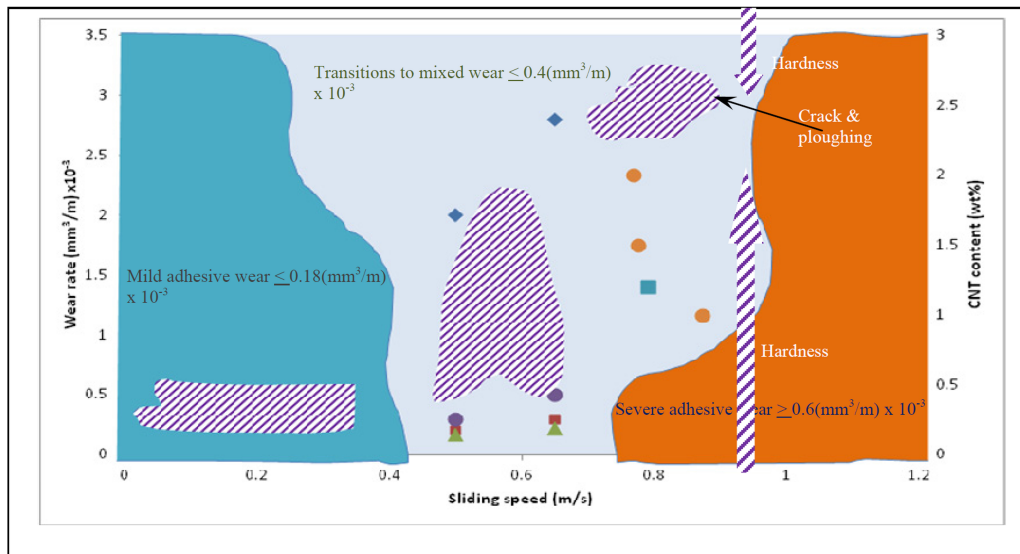 3.5
3
2.5
2
1.5
1
0.5
0
Wear rate (mm³/m) x10⁻³
Transitions to mixed wear ≤ 0.4(mm³/m)
x 10⁻³
Mild adhesive wear ≤ 0.18(mm³/m)
x 10⁻³
Hardness
Crack &
ploughing
Hardness
Severe adhesive wear ≥ 0.6(mm³/m) x 10⁻³
3
2.5
2
1.5
1
0.5
0
CNT content (wt%)
0 0.2 0.4 0.6 0.8 1 1.2
Sliding speed (m/s)